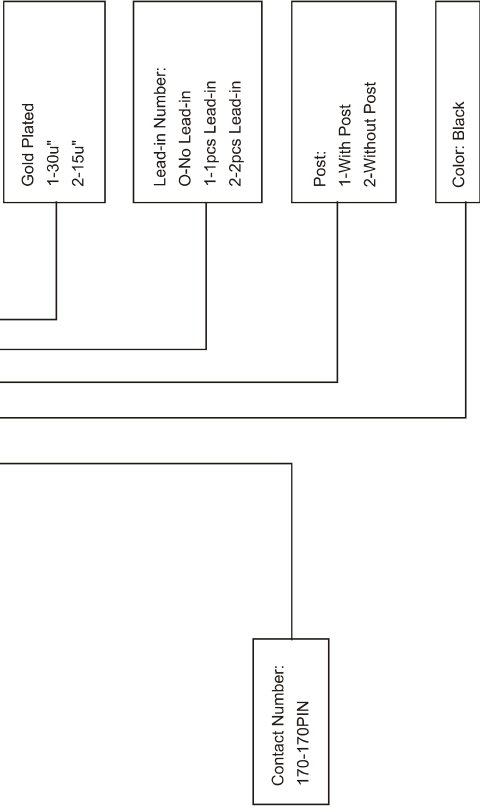 Gold Plated
1-30u"
2-15u"
Lead-in Number:
O-No Lead-in
1-1pcs Lead-in
2-2pcs Lead-in
Post:
1-With Post
2-Without Post
Color: Black
Contact Number:
170-170PIN